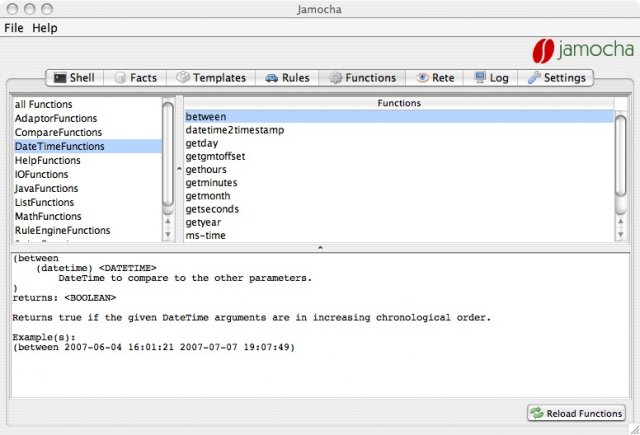 Jamocha
File Help
jamocha
Shell Facts Templates Rules Functions Rete Log Settings
all Functions
AdaptorFunctions
CompareFunctions
DateTimeFunctions
HelpFunctions
IOFunctions
JavaFunctions
ListFunctions
MathFunctions
RuleEngineFunctions
Functions
between
datetime2timestamp
getday
getgmtoffset
gethours
getminutes
getmonth
getseconds
getyear
ms-time
(between
(datetime) <DATETIME>
DateTime to compare to the other parameters.
)
returns: <BOOLEAN>
Returns true if the given DateTime arguments are in increasing chronological order.
Example(s):
(between 2007-06-04 16:01:21 2007-07-07 19:07:49)
Reload Functions